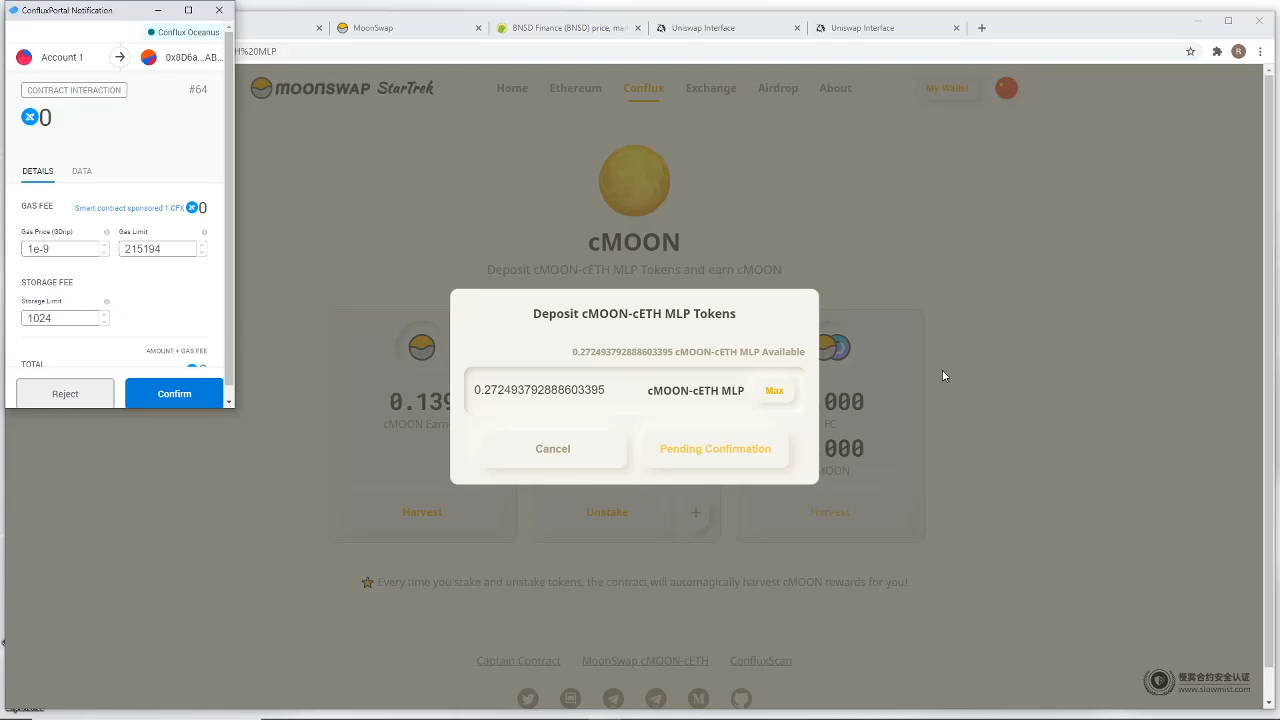 ConfluxPortal Notification
Conflux Oceanus
Account 1
0x8D6a...AB...
CONTRACT INTERACTION
#64
0
DETAILS
DATA
GAS FEE
Smart contract sponsored 1 CFX
0
Gas Price (GDrip)
Gas Limit
1e-9
215194
STORAGE FEE
Storage Limit
1024
AMOUNT + GAS FEE
TOTAL
Reject
Confirm
MoonSwap
BNSD Finance (BNSD) price, ma
Uniswap Interface
Uniswap Interface
H%20MLP
R
MOONSWAP StarTrek
Home
Ethereum
Conflux
Exchange
Airdrop
About
My Wallet
cMOON
Deposit cMOON-cETH MLP Tokens and earn cMOON
Deposit cMOON-cETH MLP Tokens
0.272493792888603395 cMOON-cETH MLP Available
0.272493792888603395
cMOON-cETH MLP
Max
Cancel
Pending Confirmation
0.139
cMOON Earn
Harvest
Unstake
+
000
FC
000
MOON
Harvest
Every time you stake and unstake tokens, the contract will automagically harvest cMOON rewards for you!
Captain Contract
MoonSwap cMOON-cETH
ConfluxScan
慢雾合约安全认证
www.slowmist.com